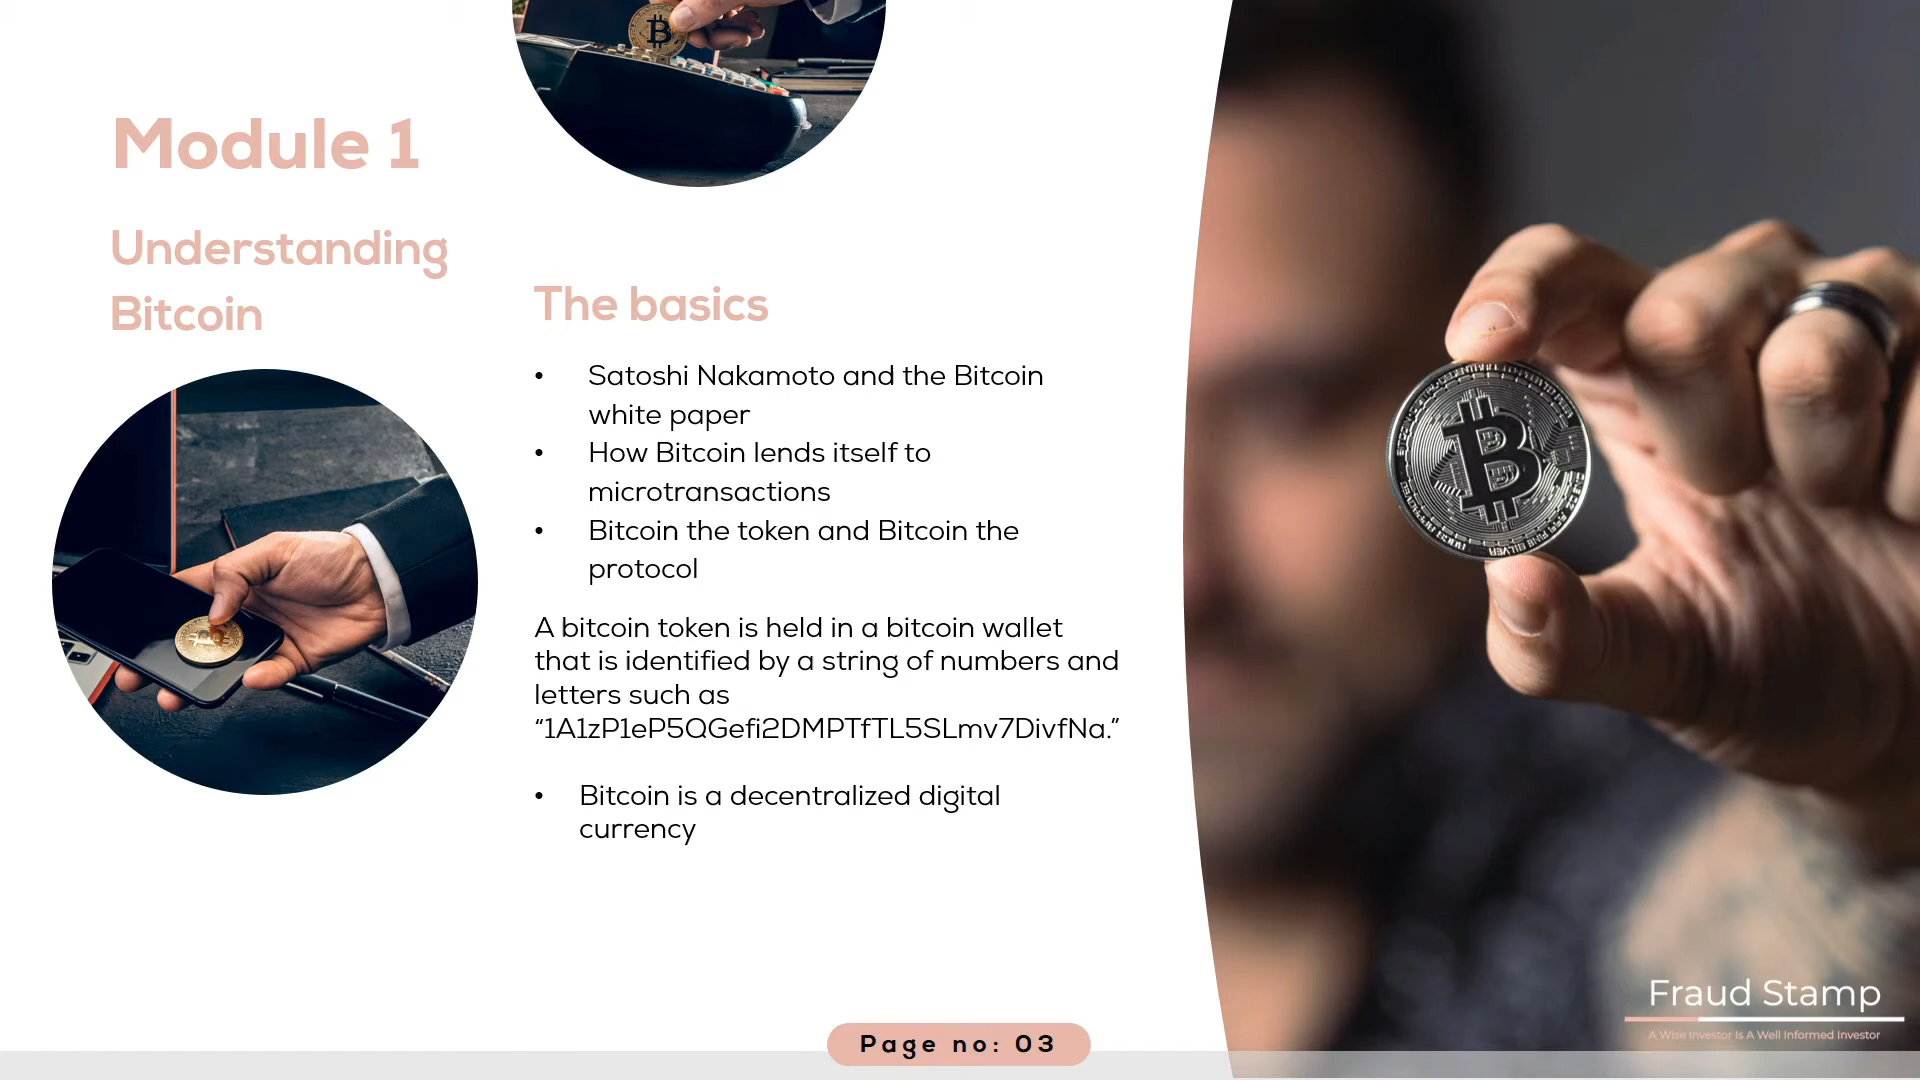 Module 1
Understanding
Bitcoin
The basics
• Satoshi Nakamoto and the Bitcoin
white paper
• How Bitcoin lends itself to
microtransactions
• Bitcoin the token and Bitcoin the
protocol
A bitcoin token is held in a bitcoin wallet
that is identified by a string of numbers and
letters such as
“1A1zP1eP5QGefi2DMPTfTL5SLmv7DivfNa.”
• Bitcoin is a decentralized digital
currency
Page no: 03
Fraud Stamp
A Wise Investor Is A Well Informed Investor